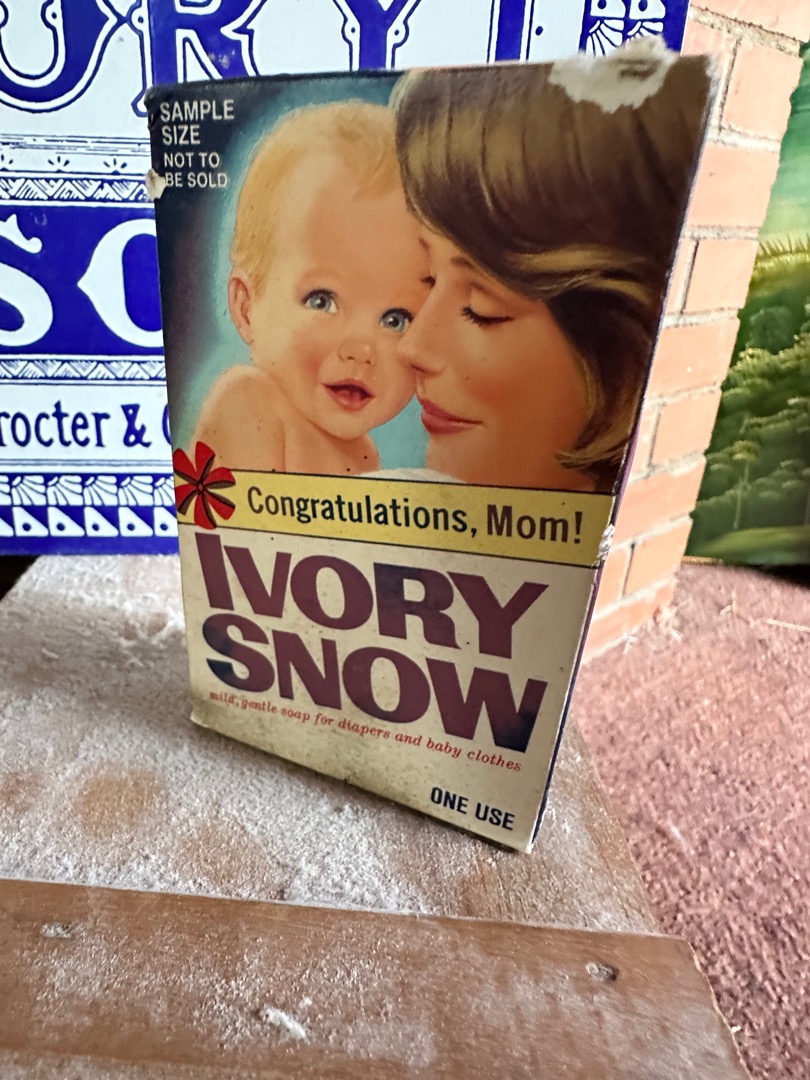 IVORY
SO
rocter & G
SAMPLE
SIZE
NOT TO
BE SOLD
Congratulations, Mom!
IVORY
SNOW
mild, gentle soap for diapers and baby clothes
ONE USE